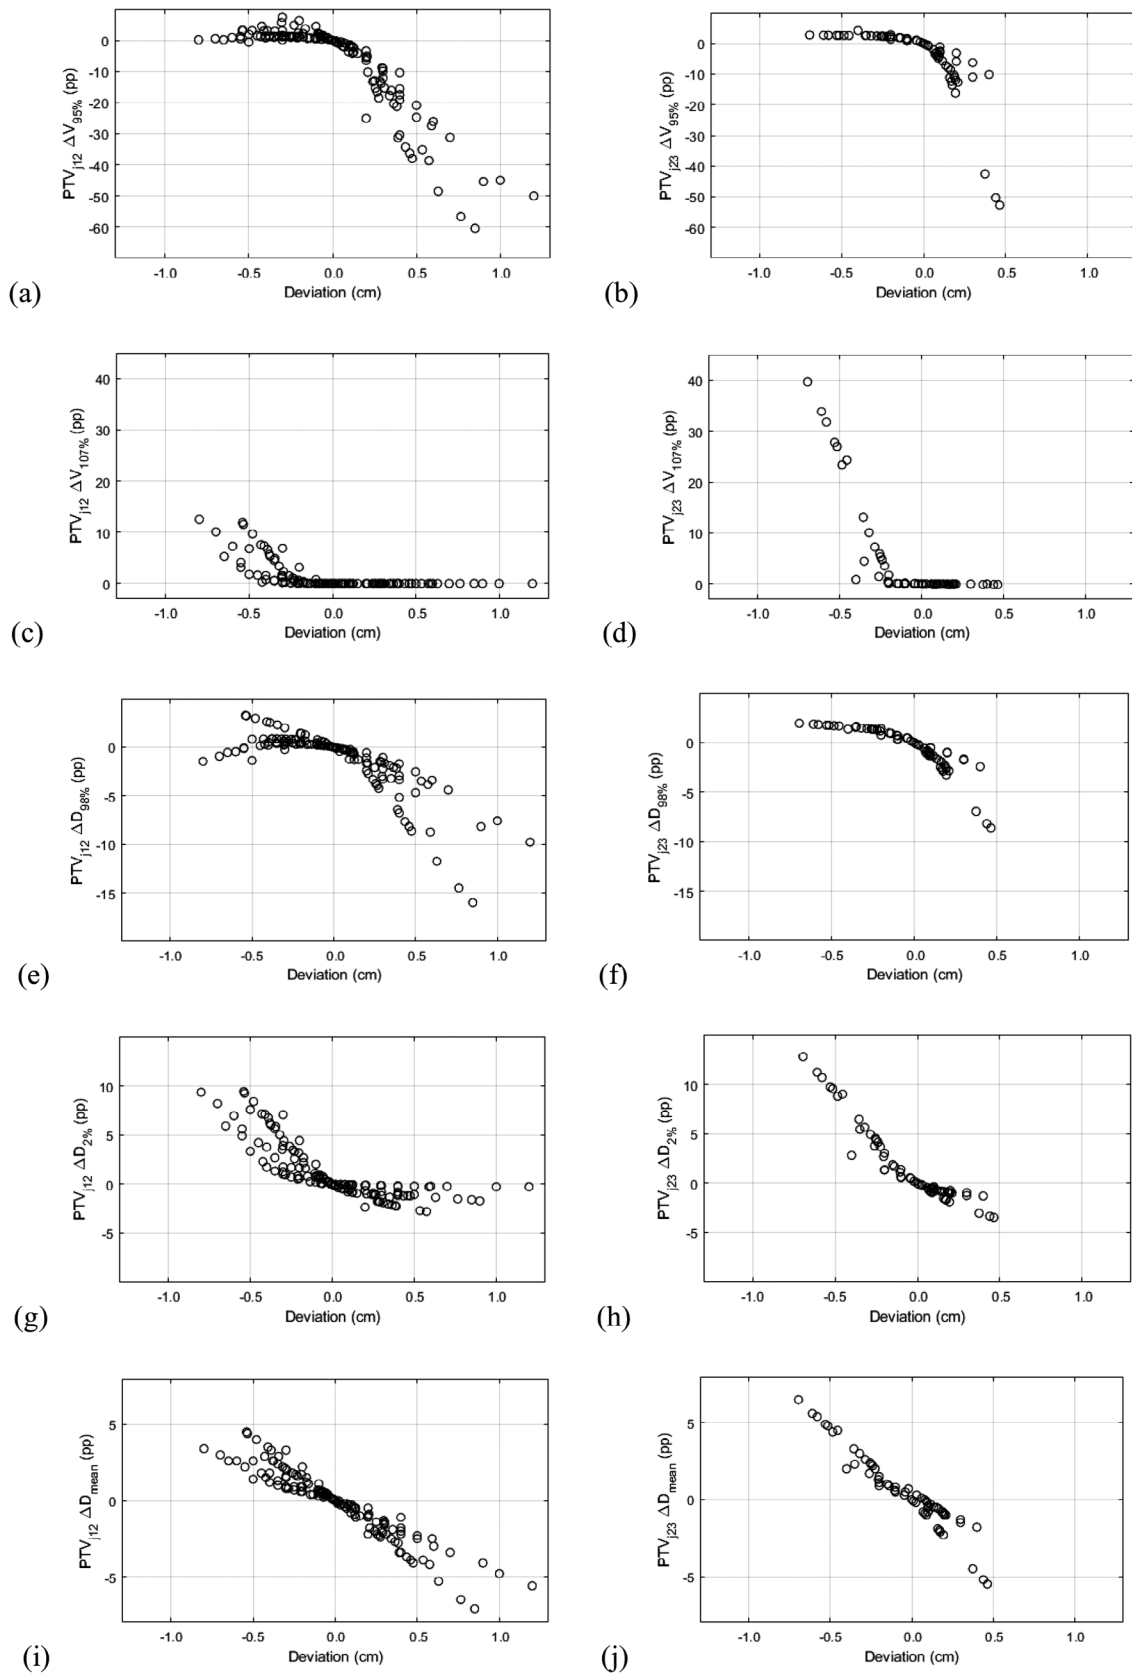 PTVj12 ΔV95% (pp)
0
-10
-20
-30
-40
-50
-60
-1.0 -0.5 0.0 0.5 1.0
Deviation (cm)
(a)
PTVj23 ΔV95% (pp)
0
-10
-20
-30
-40
-50
-60
-1.0 -0.5 0.0 0.5 1.0
Deviation (cm)
(b)
PTVj12 ΔV107% (pp)
40
30
20
10
0
-1.0 -0.5 0.0 0.5 1.0
Deviation (cm)
(c)
PTVj23 ΔV107% (pp)
40
30
20
10
0
-1.0 -0.5 0.0 0.5 1.0
Deviation (cm)
(d)
PTVj12 ΔD98% (pp)
0
-5
-10
-15
-1.0 -0.5 0.0 0.5 1.0
Deviation (cm)
(e)
PTVj23 ΔD98% (pp)
0
-5
-10
-15
-1.0 -0.5 0.0 0.5 1.0
Deviation (cm)
(f)
PTVj12 ΔD2% (pp)
10
5
0
-5
-1.0 -0.5 0.0 0.5 1.0
Deviation (cm)
(g)
PTVj23 ΔD2% (pp)
10
5
0
-5
-1.0 -0.5 0.0 0.5 1.0
Deviation (cm)
(h)
PTVj12 ΔDmean (pp)
5
0
-5
-1.0 -0.5 0.0 0.5 1.0
Deviation (cm)
(i)
PTVj23 ΔDmean (pp)
5
0
-5
-1.0 -0.5 0.0 0.5 1.0
Deviation (cm)
(j)